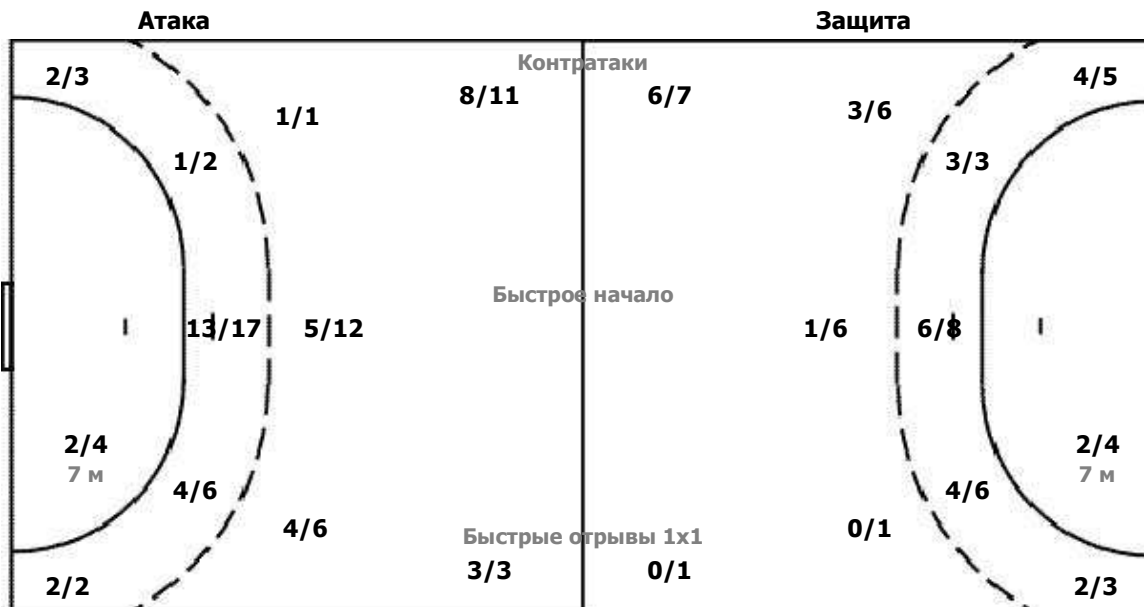 Атака Защита
Контратаки
2/3 4/5
8/11 6/7
1/1 3/6
1/2 3/3
Быстрое начало
13/17 5/12 1/6 6/8
2/4 2/4
7 м 7 м
4/6 4/6
4/6 0/1
Быстрые отрывы 1x1
3/3 0/1
2/2 2/3